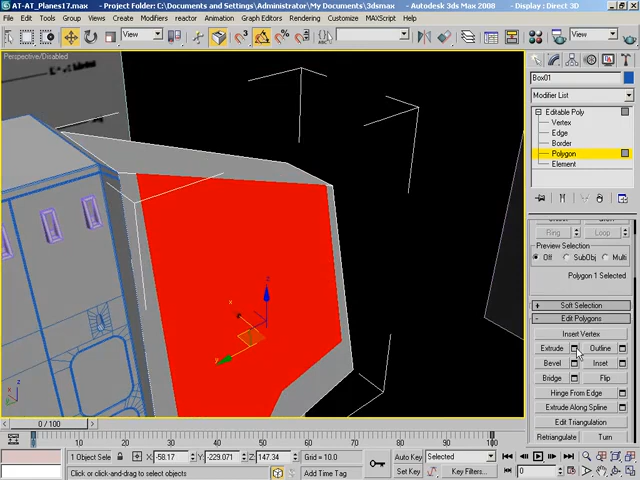 AT-AT_Planes17.max - Project Folder: C:\Documents and Settings\Administrator\My Documents\3dsmax - Autodesk 3ds Max 2008 - Display : Direct 3D
File Edit Tools Group Views Create Modifiers reactor Animation Graph Editors Rendering Customize MAXScript Help
View 3 % View
Perspective/Disabled
Box01
Modifier List
Editable Poly
Vertex
Edge
Border
Polygon
Element
Ring Loop
Preview Selection
Off SubObj Multi
Polygon 1 Selected
+ Soft Selection
- Edit Polygons
Insert Vertex
Extrude Outline
Bevel Inset
Bridge Flip
Hinge From Edge
Extrude Along Spline
Edit Triangulation
Retriangulate Turn
z
x
y
z
0 / 100
0 10 20 30 40 50 60 70 80 90 100
1 Object Selec X: -58.17 Y: -229.071 Z: 147.34 Grid = 10.0 Auto Key Selected
Click or click-and-drag to select objects Add Time Tag Set Key Key Filters... 0